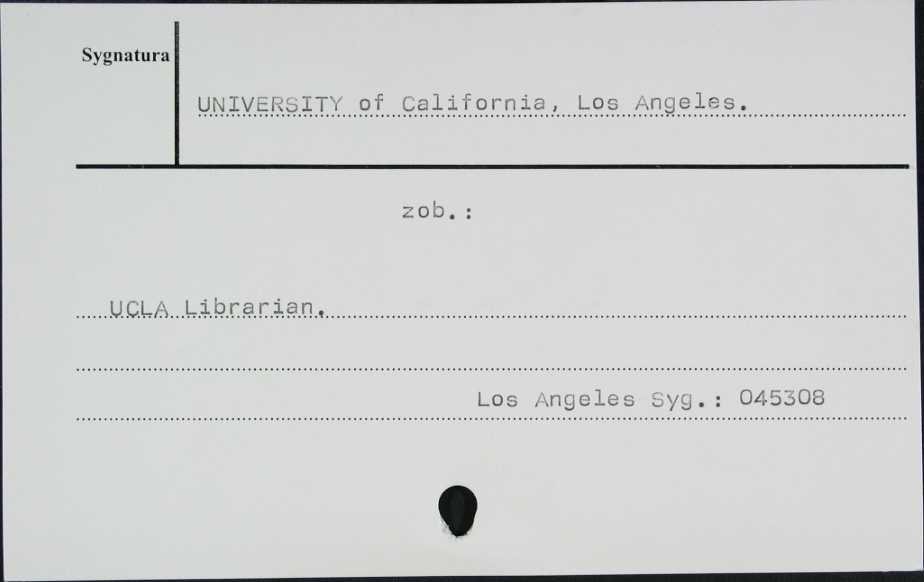 Sygnatura
UNIVERSITY of California, Los Angeles.
zob.:
UCLA Librarian.
Los Angeles Syg.: 045308